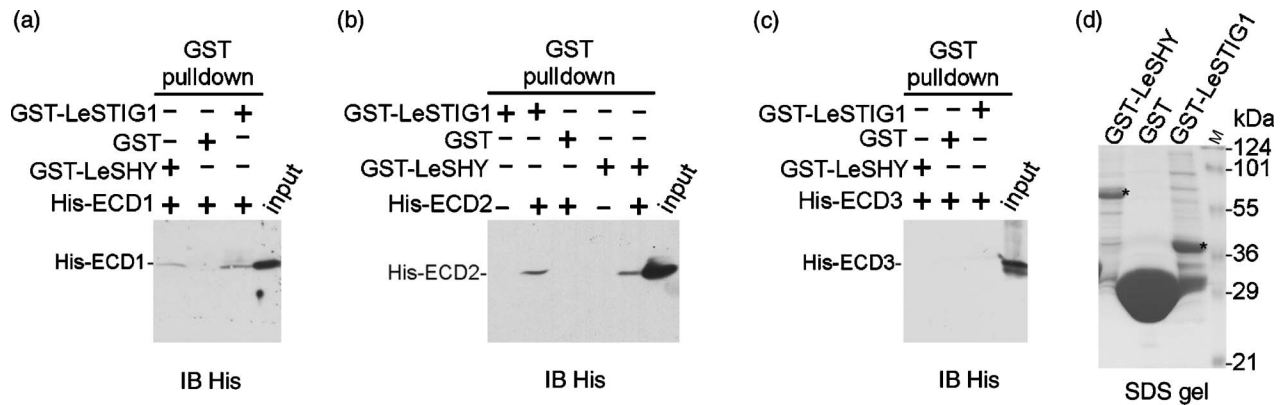 (a)
GST
pulldown
GST-LeSTIG1 – – +
GST – + –
GST-LeSHY + – –
His-ECD1 + + + input
His-ECD1-
IB His
(b)
GST
pulldown
GST-LeSTIG1 + + – – –
GST – – + – –
GST-LeSHY – – – + +
His-ECD2 – + + – + input
His-ECD2-
IB His
(c)
GST
pulldown
GST-LeSTIG1 – – +
GST – + –
GST-LeSHY + – –
His-ECD3 + + + input
His-ECD3-
IB His
(d)
GST-LeSHY
GST
GST-LeSTIG1
M
kDa
-124
-101
*
-55
*
-36
-29
-21
SDS gel